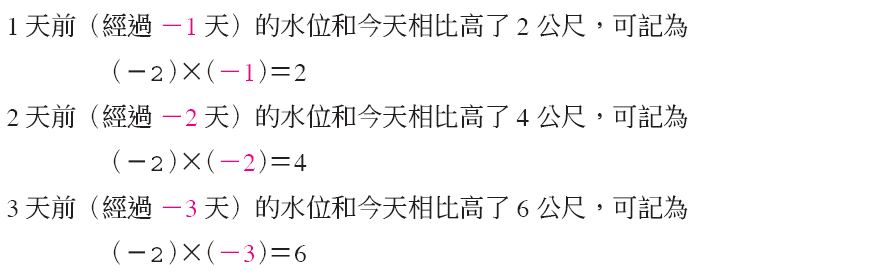 1 天前（經過 －1 天）的水位和今天相比高了 2 公尺，可記為
（－2）×（－1）＝2
2 天前（經過 －2 天）的水位和今天相比高了 4 公尺，可記為
（－2）×（－2）＝4
3 天前（經過 －3 天）的水位和今天相比高了 6 公尺，可記為
（－2）×（－3）＝6